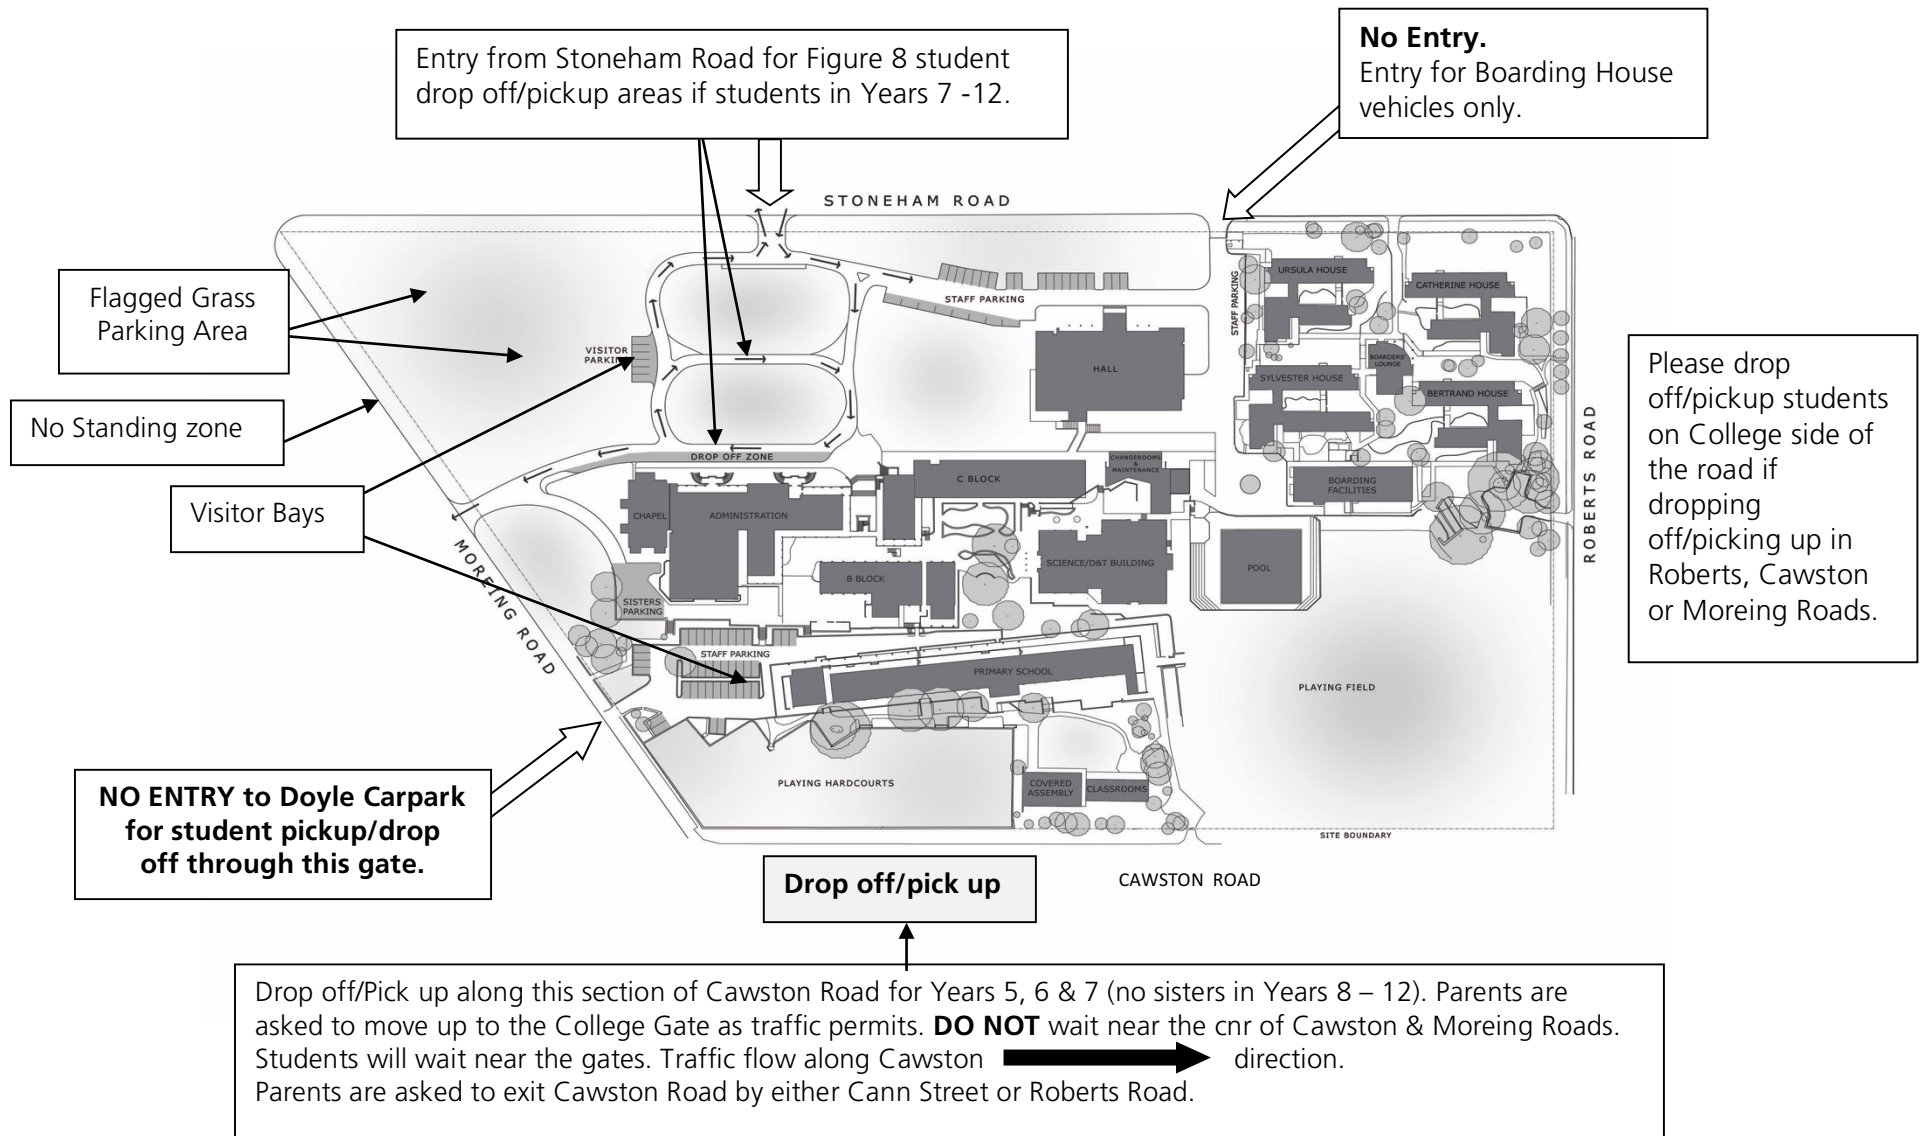 Entry from Stoneham Road for Figure 8 student
drop off/pickup areas if students in Years 7 -12.
No Entry.
Entry for Boarding House
vehicles only.
STONEHAM ROAD
Flagged Grass
Parking Area
No Standing zone
Visitor Bays
VISITOR
PARKING
STAFF PARKING
STAFF PARKING
HALL
URSULA HOUSE
CATHERINE HOUSE
BOARDERS
LOUNGE
SYLVESTER HOUSE
BERTRAND HOUSE
BOARDING
FACILITIES
ROBERTS ROAD
Please drop
off/pickup students
on College side of
the road if
dropping
off/picking up in
Roberts, Cawston
or Moreing Roads.
DROP OFF ZONE
CHAPEL
ADMINISTRATION
C BLOCK
CHANGEROOMS
&
MAINTENANCE
B BLOCK
SCIENCE/D&T BUILDING
POOL
MOREING ROAD
SISTERS
PARKING
STAFF PARKING
PRIMARY SCHOOL
PLAYING FIELD
PLAYING HARDCOURTS
COVERED
ASSEMBLY
CLASSROOMS
SITE BOUNDARY
NO ENTRY to Doyle Carpark
for student pickup/drop
off through this gate.
Drop off/pick up
CAWSTON ROAD
Drop off/Pick up along this section of Cawston Road for Years 5, 6 & 7 (no sisters in Years 8 – 12). Parents are
asked to move up to the College Gate as traffic permits. DO NOT wait near the cnr of Cawston & Moreing Roads.
Students will wait near the gates. Traffic flow along Cawston direction.
Parents are asked to exit Cawston Road by either Cann Street or Roberts Road.